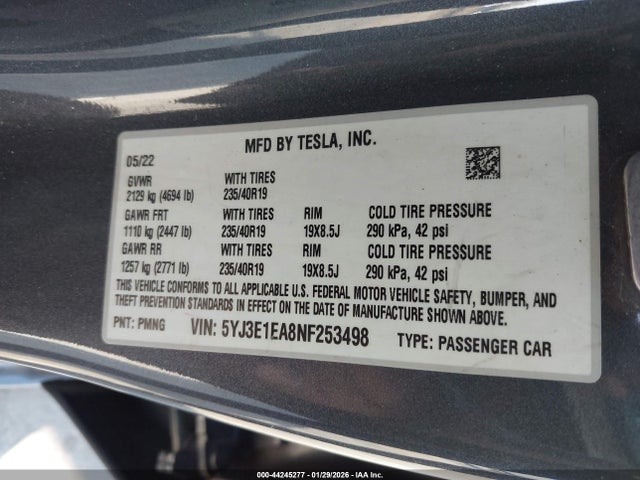 MFD BY TESLA, INC.
05/22
GVWR WITH TIRES
2129 kg (4694 lb) 235/40R19
GAWR FRT WITH TIRES RIM COLD TIRE PRESSURE
1110 kg (2447 lb) 235/40R19 19X8.5J 290 kPa, 42 psi
GAWR RR WITH TIRES RIM COLD TIRE PRESSURE
1257 kg (2771 lb) 235/40R19 19X8.5J 290 kPa, 42 psi
THIS VEHICLE CONFORMS TO ALL APPLICABLE U.S. FEDERAL MOTOR VEHICLE SAFETY, BUMPER, AND
THEFT PREVENTION STANDARDS IN EFFECT ON THE DATE OF MANUFACTURE SHOWN ABOVE.
PNT: PMNG VIN: 5YJ3E1EA8NF253498 TYPE: PASSENGER CAR
000-44245277 - 01/29/2026 - IAA Inc.